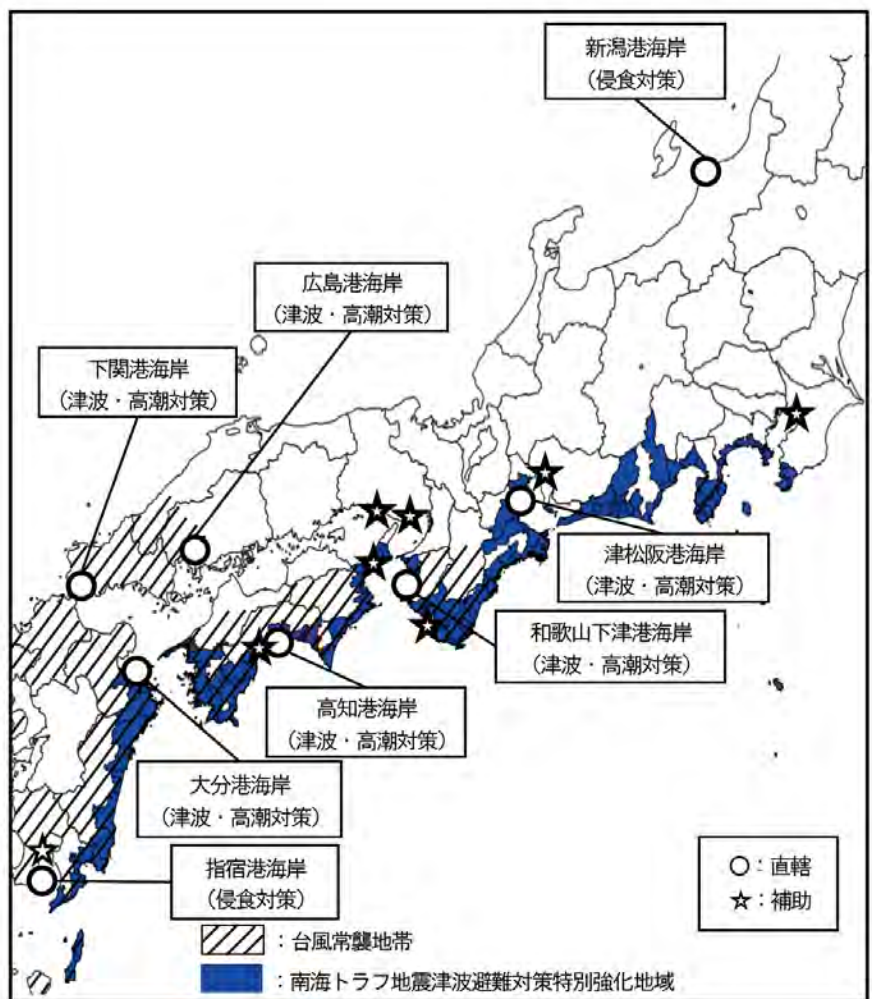 新潟港海岸
(侵食対策)
広島港海岸
(津波・高潮対策)
下関港海岸
(津波・高潮対策)
津松阪港海岸
(津波・高潮対策)
和歌山下津港海岸
(津波・高潮対策)
高知港海岸
(津波・高潮対策)
大分港海岸
(津波・高潮対策)
指宿港海岸
(侵食対策)
○：直轄
☆：補助
：台風常襲地帯
：南海トラフ地震津波避難対策特別強化地域